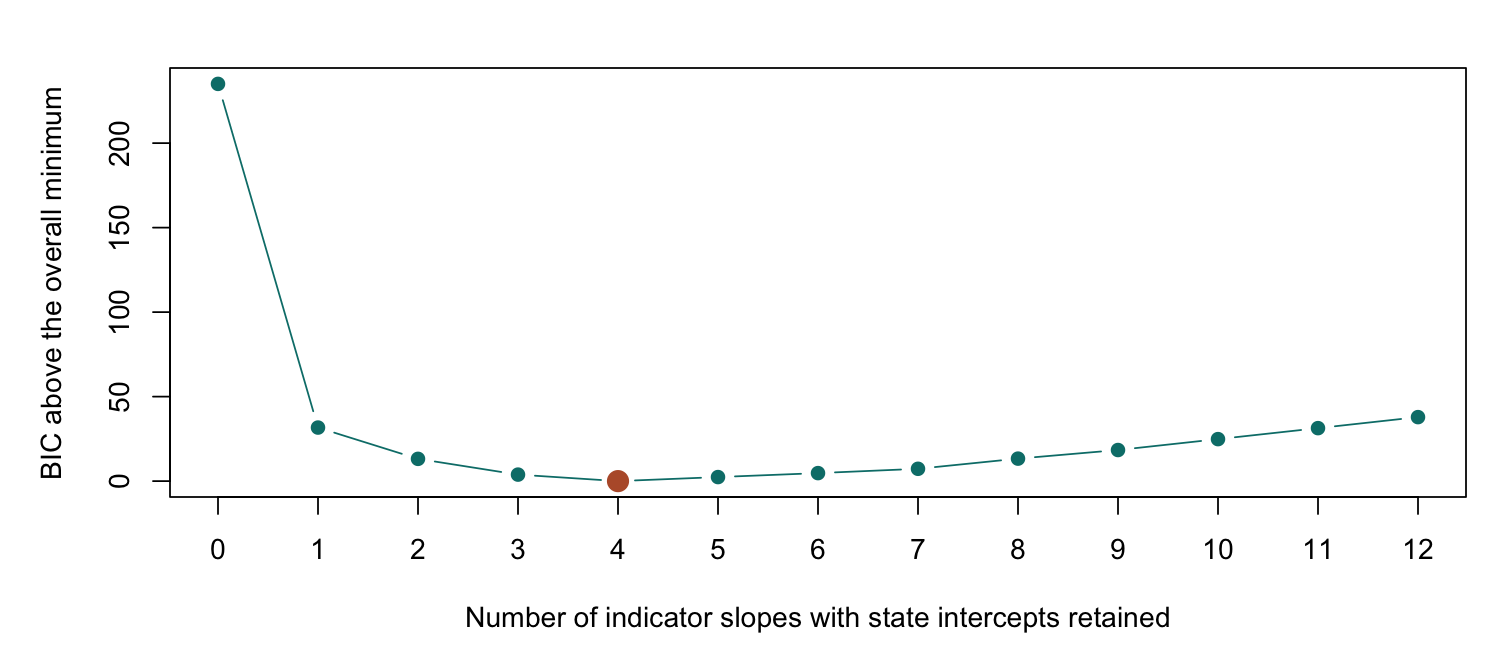 BIC above the overall minimum
200
150
100
50
0
0 1 2 3 4 5 6 7 8 9 10 11 12
Number of indicator slopes with state intercepts retained